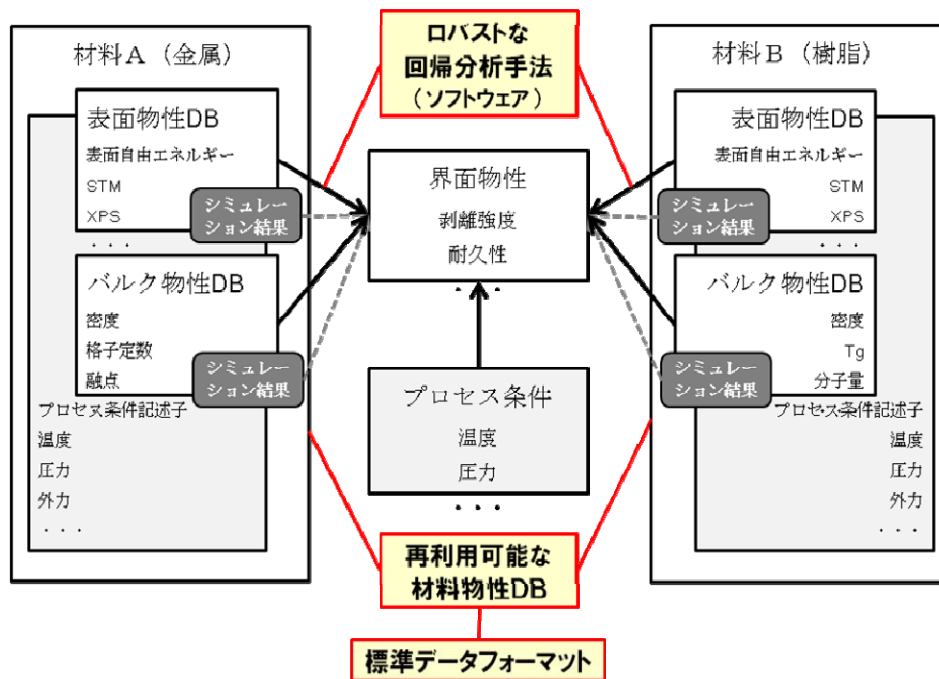 材料A（金属）
表面物性DB
表面自由エネルギー
STM
XPS
シミュレー
ション結果
・・・
バルク物性DB
密度
格子定数
融点
シミュレー
ション結果
プロセス条件記述子
温度
圧力
外力
・・・
ロバストな
回帰分析手法
（ソフトウェア）
界面物性
剥離強度
耐久性
・・・
プロセス条件
温度
圧力
・・・
再利用可能な
材料物性DB
標準データフォーマット
材料B（樹脂）
表面物性DB
表面自由エネルギー
STM
XPS
シミュレー
ション結果
・・・
バルク物性DB
密度
Tg
分子量
シミュレー
ション結果
プロセス条件記述子
温度
圧力
外力
・・・